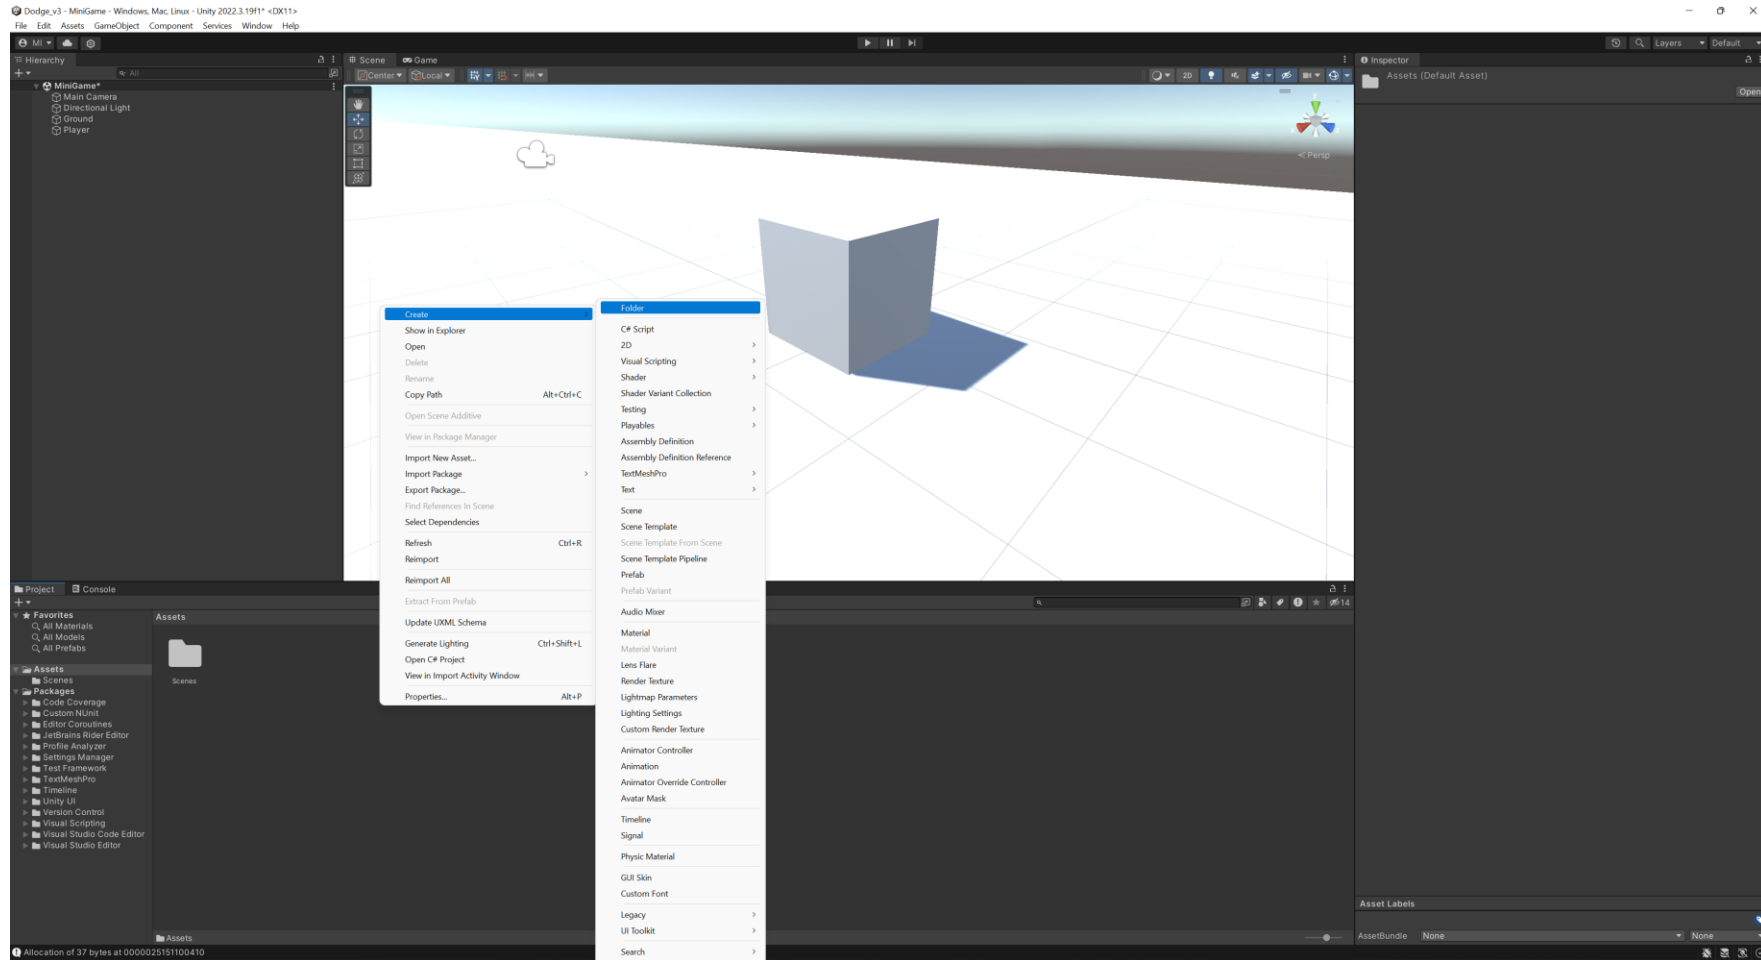 Dodge_v3 - MiniGame - Windows, Mac, Linux - Unity 2022.3.19f1* <DX11>
File Edit Assets GameObject Component Services Window Help
MI
Layers Default
Hierarchy
All
MiniGame*
Main Camera
Directional Light
Ground
Player
Scene Game
Center Local
2D
Persp
Inspector
Assets (Default Asset)
Open
Create
Show in Explorer
Open
Delete
Rename
Copy Path Alt+Ctrl+C
Open Scene Additive
View in Package Manager
Import New Asset...
Import Package
Export Package...
Find References In Scene
Select Dependencies
Refresh Ctrl+R
Reimport
Reimport All
Extract From Prefab
Update UXML Schema
Generate Lighting Ctrl+Shift+L
Open C# Project
View in Import Activity Window
Properties... Alt+P
Folder
C# Script
2D
Visual Scripting
Shader
Shader Variant Collection
Testing
Playables
Assembly Definition
Assembly Definition Reference
TextMeshPro
Text
Scene
Scene Template
Scene Template From Scene
Scene Template Pipeline
Prefab
Prefab Variant
Audio Mixer
Material
Material Variant
Lens Flare
Render Texture
Lightmap Parameters
Lighting Settings
Custom Render Texture
Animator Controller
Animation
Animator Override Controller
Avatar Mask
Timeline
Signal
Physic Material
GUI Skin
Custom Font
Legacy
UI Toolkit
Search
Project Console
14
Favorites
All Materials
All Models
All Prefabs
Assets
Scenes
Packages
Code Coverage
Custom NUnit
Editor Coroutines
JetBrains Rider Editor
Profile Analyzer
Settings Manager
Test Framework
TextMeshPro
Timeline
Unity UI
Version Control
Visual Scripting
Visual Studio Code Editor
Visual Studio Editor
Assets
Scenes
Assets
Asset Labels
AssetBundle None None
Allocation of 37 bytes at 0000025151100410